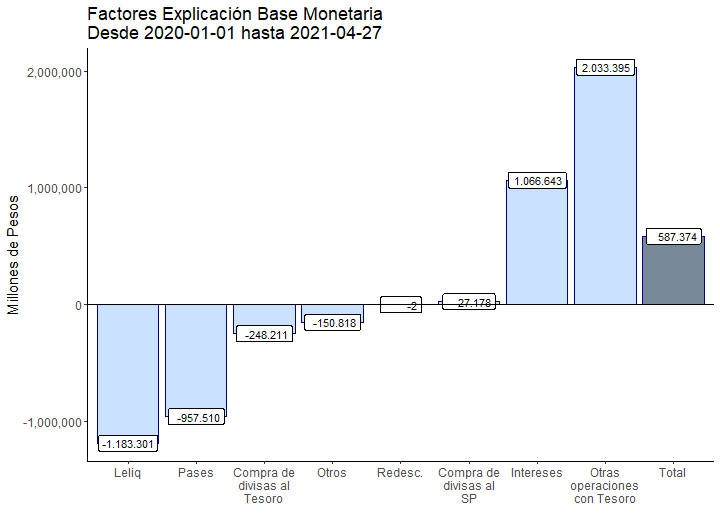 Factores Explicación Base Monetaria
Desde 2020-01-01 hasta 2021-04-27
Millones de Pesos
2,000,000
1,000,000
0
-1,000,000
-1.183.301
-957.510
-248.211
-150.818
-2
27.178
1.066.643
2.033.395
587.374
Leliq
Pases
Compra de
divisas al
Tesoro
Otros
Redesc.
Compra de
divisas al
SP
Intereses
Otras
operaciones
con Tesoro
Total